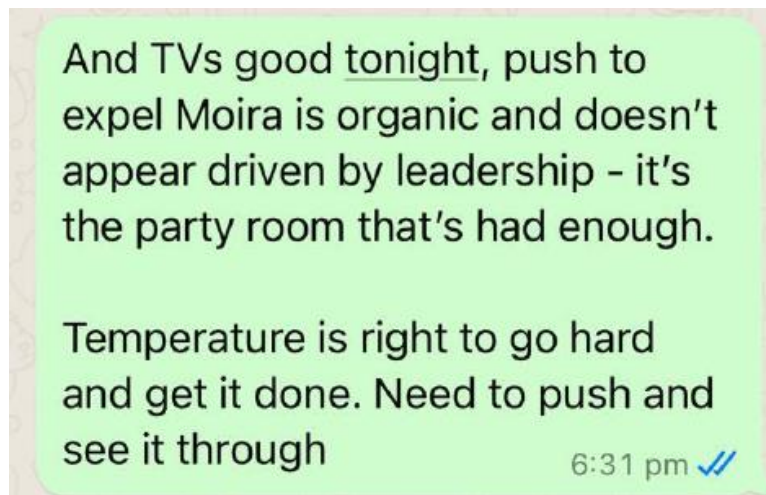 And TVs good tonight, push to
expel Moira is organic and doesn't
appear driven by leadership - it's
the party room that's had enough.
Temperature is right to go hard
and get it done. Need to push and
see it through
6:31 pm